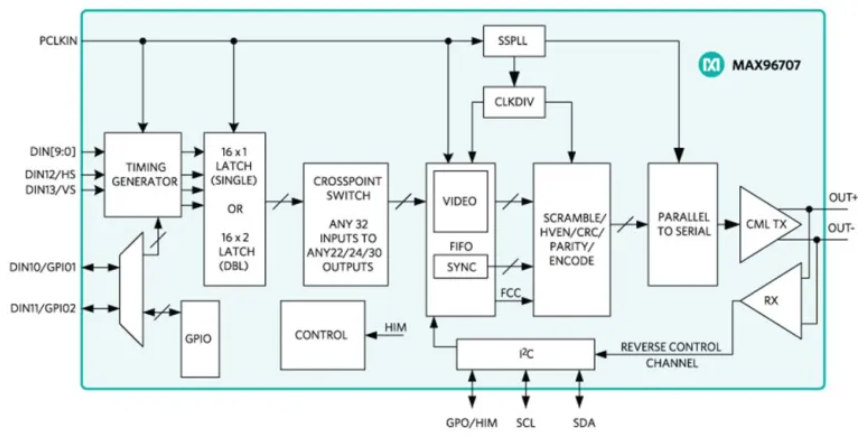 PCLKIN
SSPLL
MAX96707
CLKDIV
DIN[9:0]
DIN12/HS
DIN13/VS
TIMING
GENERATOR
16 x 1
LATCH
(SINGLE)
OR
16 x 2
LATCH
(DBL)
CROSSPOINT
SWITCH
ANY 32
INPUTS TO
ANY22/24/30
OUTPUTS
VIDEO
FIFO
SYNC
FCC
SCRAMBLE/
HVEN/CRC/
PARITY/
ENCODE
PARALLEL
TO SERIAL
CML TX
OUT+
OUT-
RX
DIN10/GPIO1
DIN11/GPIO2
GPIO
CONTROL
HIM
I²C
REVERSE CONTROL
CHANNEL
GPO/HIM
SCL
SDA